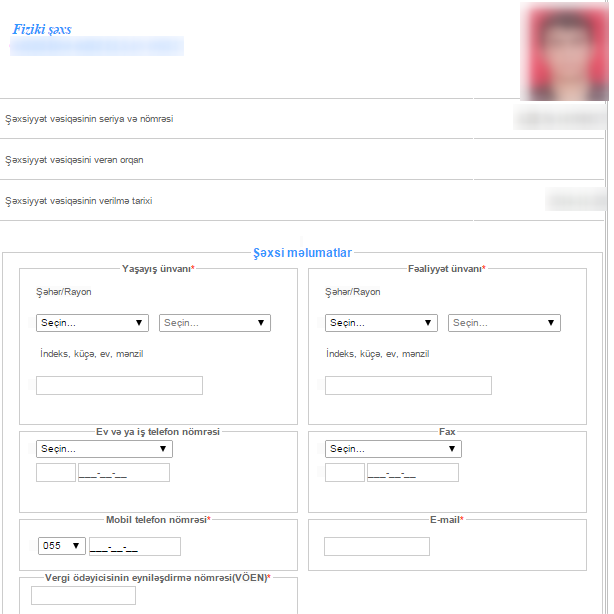 Fiziki şəxs
Şəxsiyyət vəsiqəsinin seriya və nömrəsi
Şəxsiyyət vəsiqəsini verən orqan
Şəxsiyyət vəsiqəsinin verilmə tarixi
Şəxsi məlumatlar
Yaşayış ünvanı*
Şəhər/Rayon
Seçin... Seçin...
İndeks, küçə, ev, mənzil
Fəaliyyət ünvanı*
Şəhər/Rayon
Seçin... Seçin...
İndeks, küçə, ev, mənzil
Ev və ya iş telefon nömrəsi
Seçin...
___-__-__
Fax
Seçin...
___-__-__
Mobil telefon nömrəsi*
055 ___-__-__
E-mail*
Vergi ödəyicisinin eyniləşdirmə nömrəsi(VÖEN)*